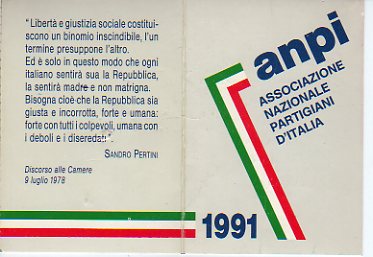 " Libertà e giustizia sociale costitui-
scono un binomio inscindibile, l'un
termine presuppone l'altro.
Ed è solo in questo modo che ogni
italiano sentirà sua la Repubblica,
la sentirà madre e non matrigna.
Bisogna cioè che la Repubblica sia
giusta e incorrotta, forte e umana:
forte con tutti i colpevoli, umana con
i deboli e i diseredati".
SANDRO PERTINI
Discorso alle Camere
9 luglio 1978
anpi
ASSOCIAZIONE
NAZIONALE
PARTIGIANI
D'ITALIA
1991